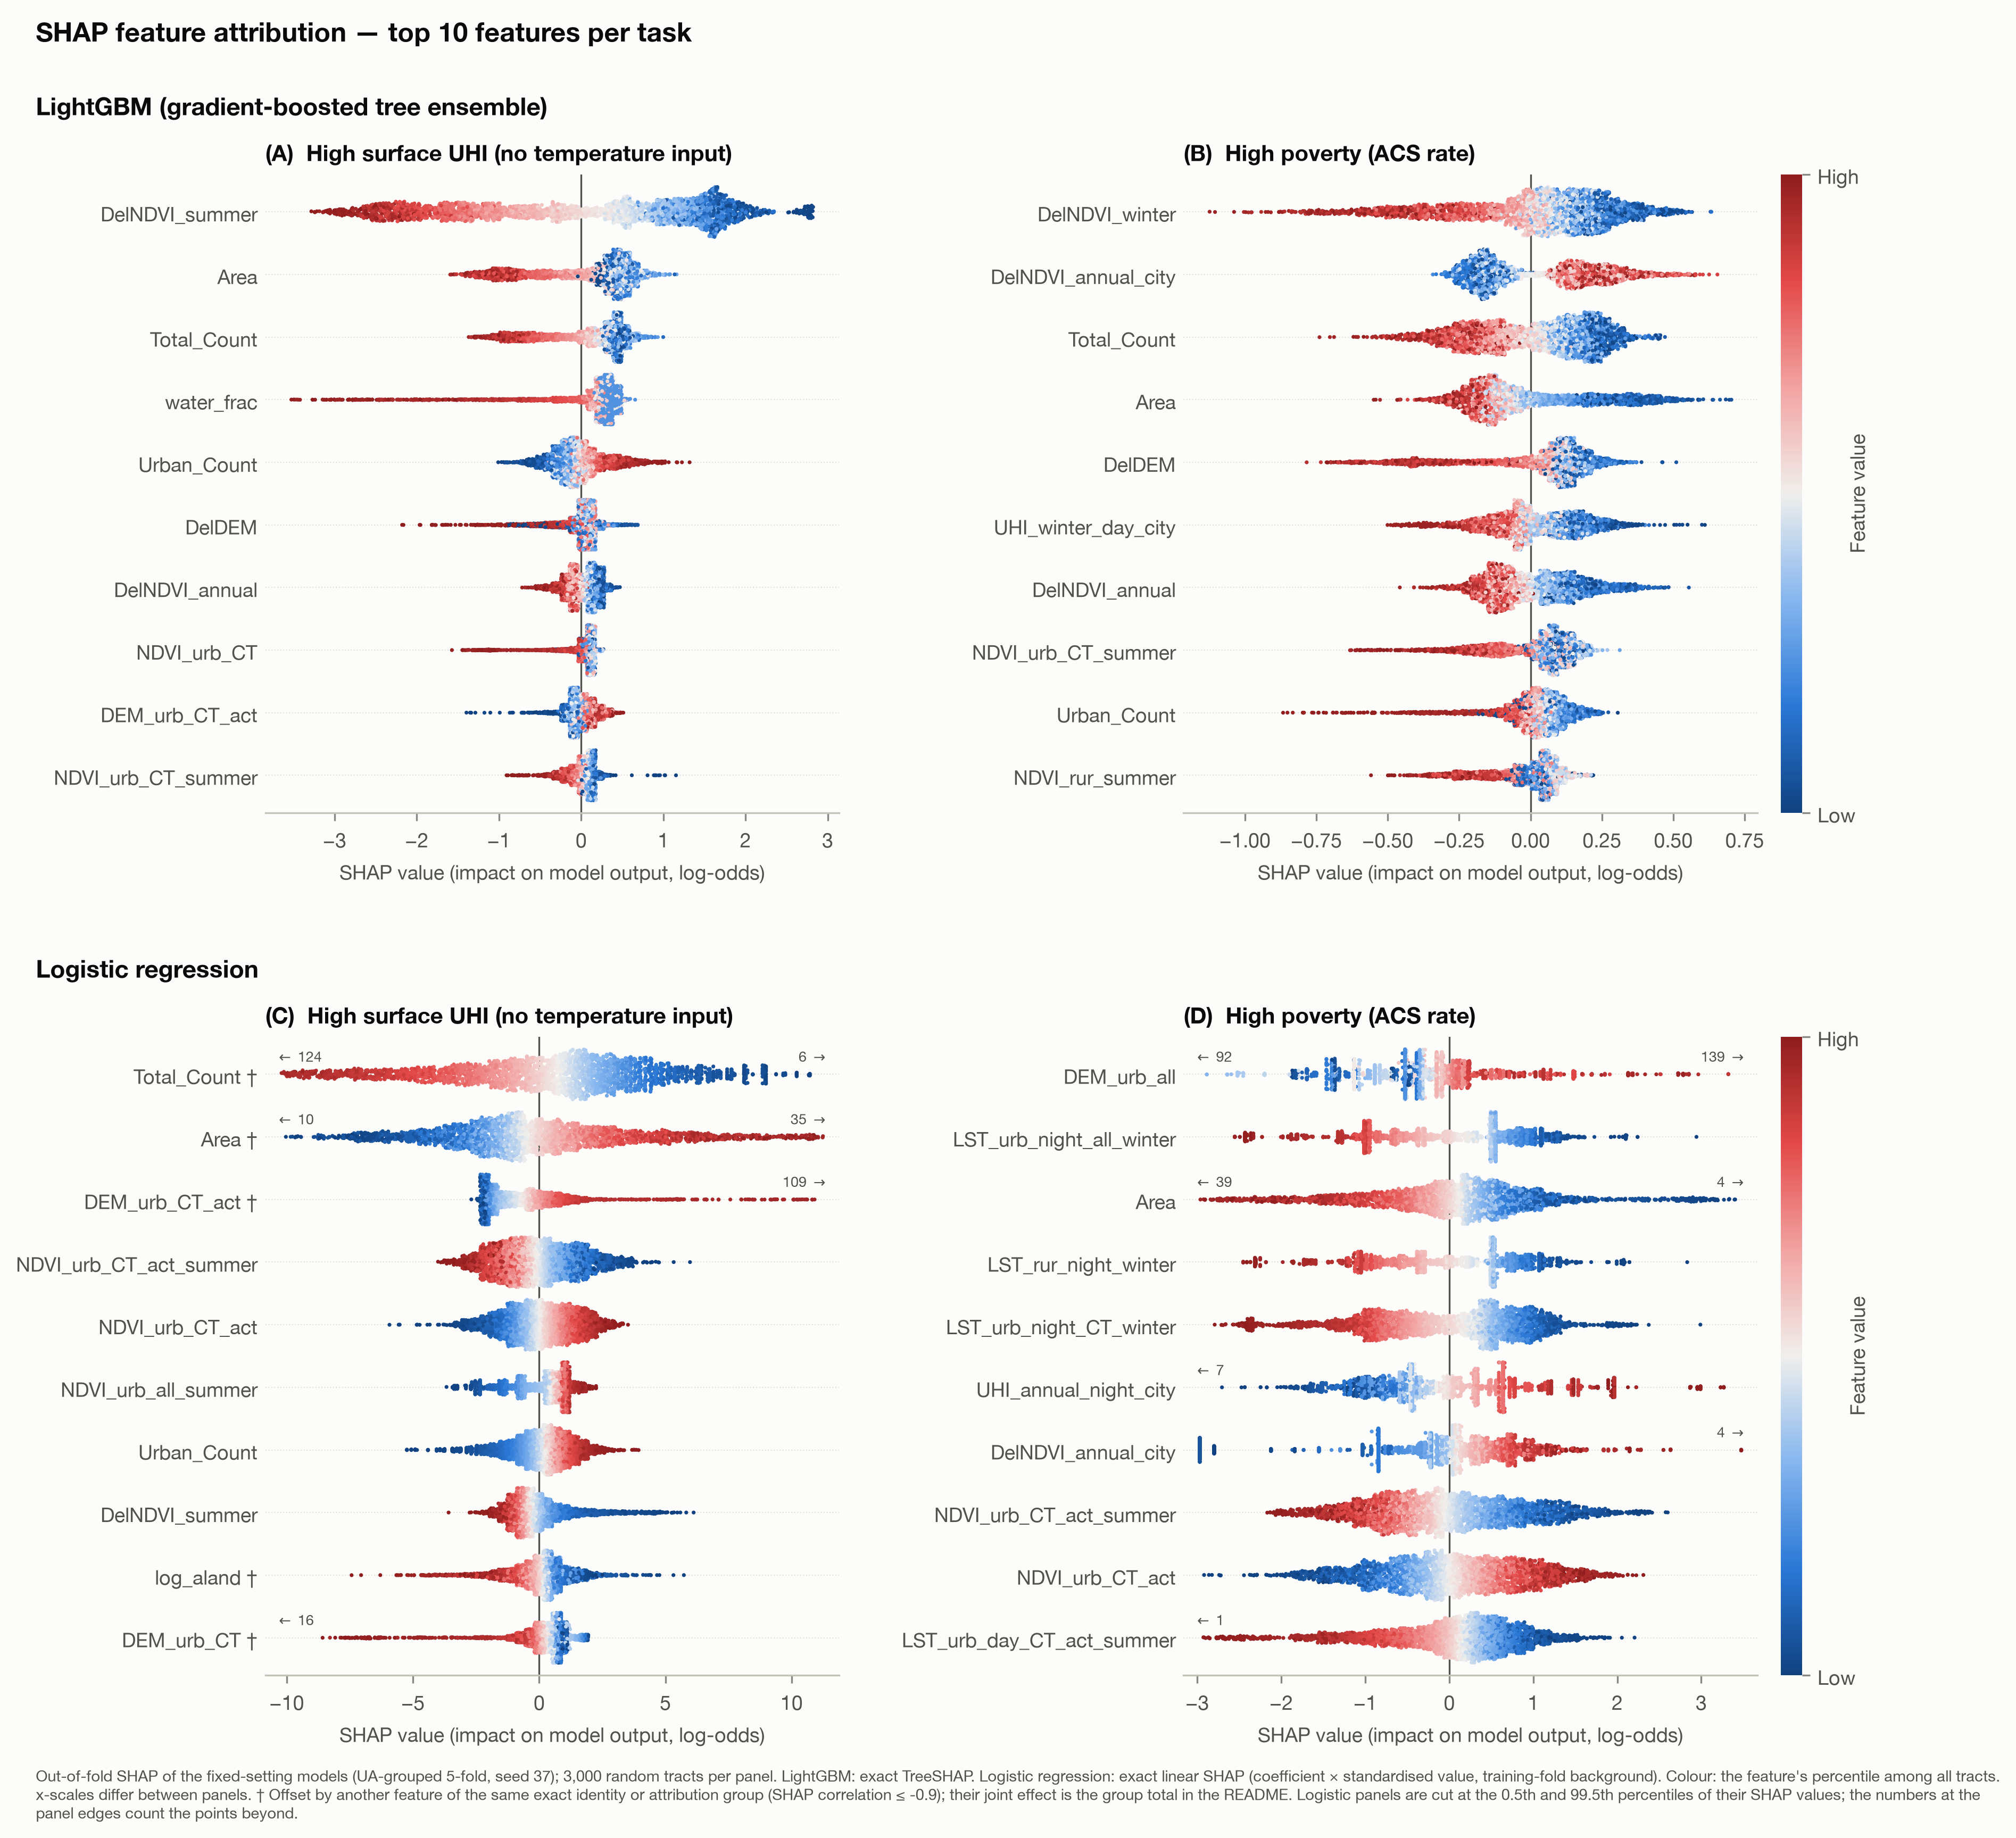 SHAP feature attribution — top 10 features per task
LightGBM (gradient-boosted tree ensemble)
(A) High surface UHI (no temperature input)
DelNDVI_summer
Area
Total_Count
water_frac
Urban_Count
DelDEM
DelNDVI_annual
NDVI_urb_CT
DEM_urb_CT_act
NDVI_urb_CT_summer
−3 −2 −1 0 1 2 3
SHAP value (impact on model output, log-odds)
(B) High poverty (ACS rate)
DelNDVI_winter
DelNDVI_annual_city
Total_Count
Area
DelDEM
UHI_winter_day_city
DelNDVI_annual
NDVI_urb_CT_summer
Urban_Count
NDVI_rur_summer
−1.00 −0.75 −0.50 −0.25 0.00 0.25 0.50 0.75
SHAP value (impact on model output, log-odds)
High
Feature value
Low
Logistic regression
(C) High surface UHI (no temperature input)
← 124 6 →
Total_Count †
← 10 35 →
Area †
109 →
DEM_urb_CT_act †
NDVI_urb_CT_act_summer
NDVI_urb_CT_act
NDVI_urb_all_summer
Urban_Count
DelNDVI_summer
log_aland †
← 16
DEM_urb_CT †
−10 −5 0 5 10
SHAP value (impact on model output, log-odds)
(D) High poverty (ACS rate)
← 92 139 →
DEM_urb_all
LST_urb_night_all_winter
← 39 4 →
Area
LST_rur_night_winter
LST_urb_night_CT_winter
← 7
UHI_annual_night_city
4 →
DelNDVI_annual_city
NDVI_urb_CT_act_summer
NDVI_urb_CT_act
← 1
LST_urb_day_CT_act_summer
−3 −2 −1 0 1 2 3
SHAP value (impact on model output, log-odds)
High
Feature value
Low
Out-of-fold SHAP of the fixed-setting models (UA-grouped 5-fold, seed 37); 3,000 random tracts per panel. LightGBM: exact TreeSHAP. Logistic regression: exact linear SHAP (coefficient × standardised value, training-fold background). Colour: the feature's percentile among all tracts.
x-scales differ between panels. † Offset by another feature of the same exact identity or attribution group (SHAP correlation ≤ -0.9); their joint effect is the group total in the README. Logistic panels are cut at the 0.5th and 99.5th percentiles of their SHAP values; the numbers at the
panel edges count the points beyond.